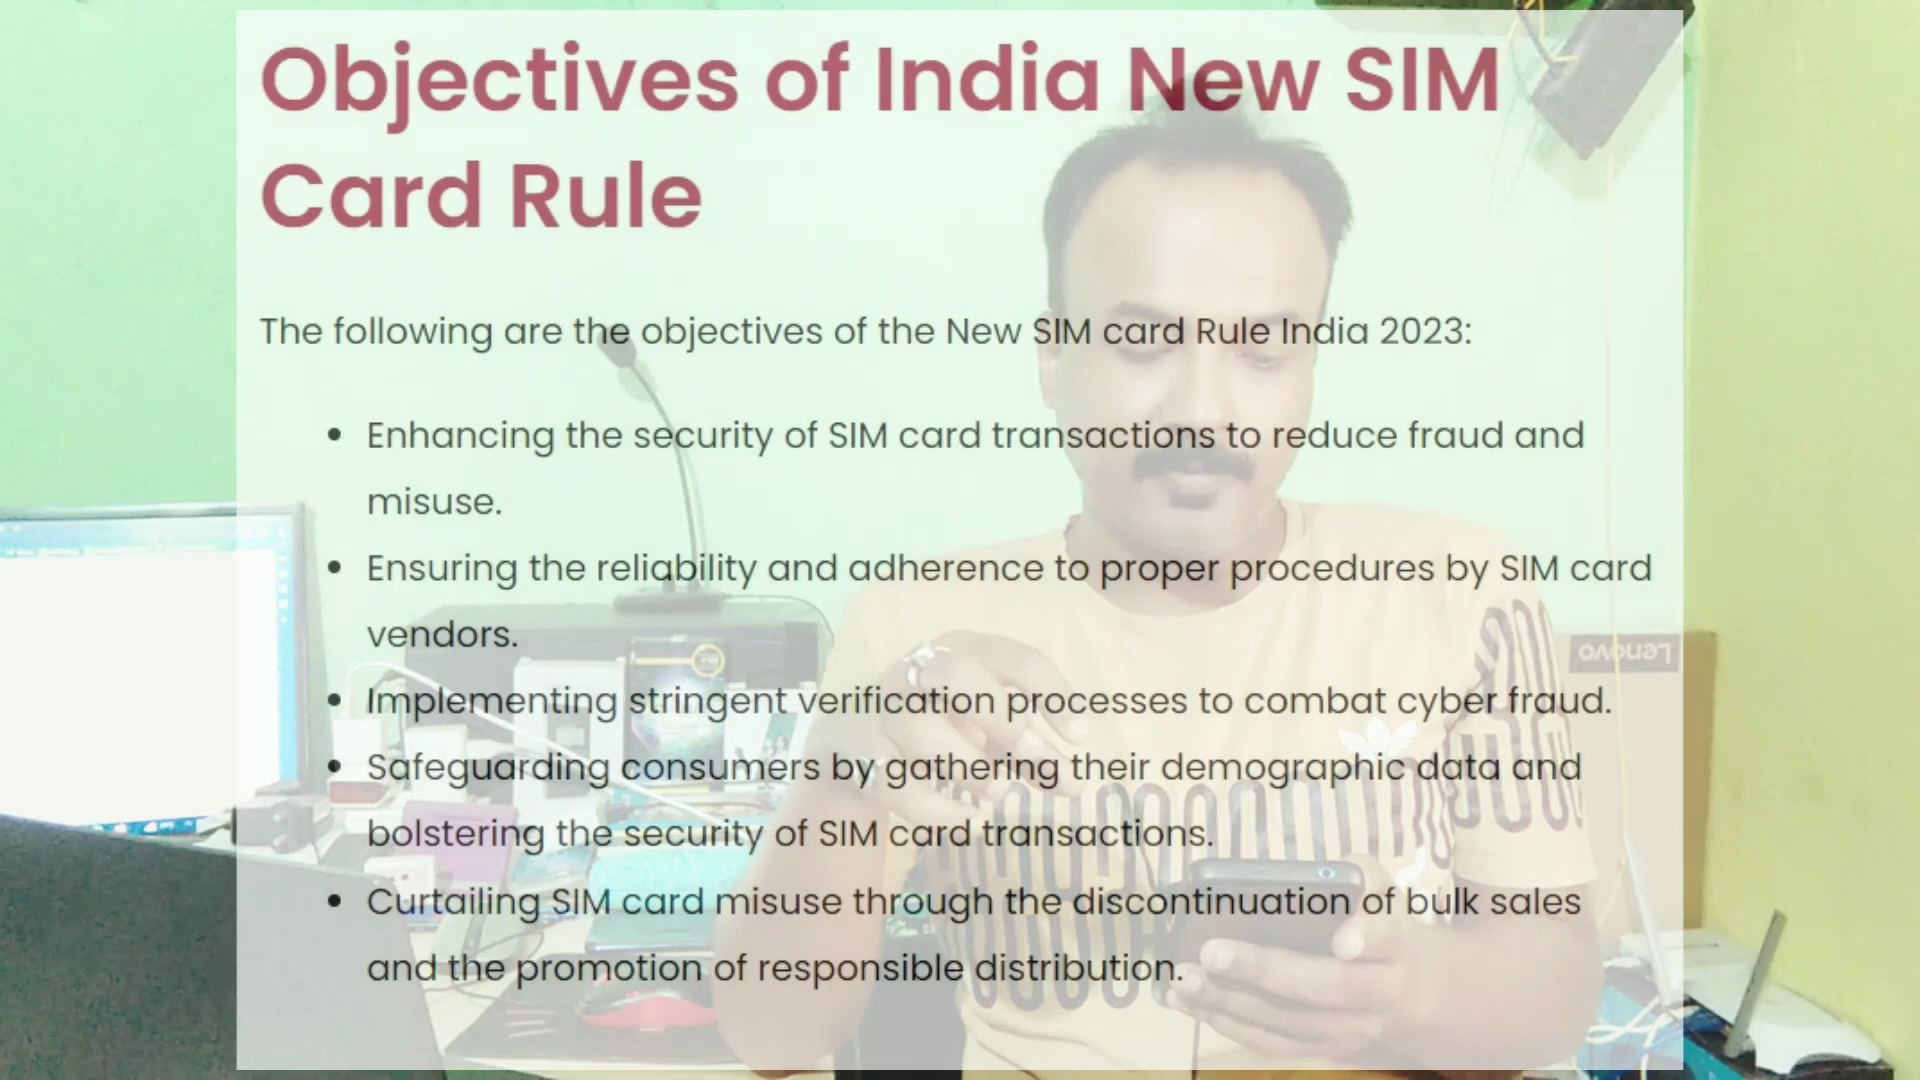 Objectives of India New SIM
Card Rule
The following are the objectives of the New SIM card Rule India 2023:
• Enhancing the security of SIM card transactions to reduce fraud and
misuse.
• Ensuring the reliability and adherence to proper procedures by SIM card
vendors.
• Implementing stringent verification processes to combat cyber fraud.
• Safeguarding consumers by gathering their demographic data and
bolstering the security of SIM card transactions.
• Curtailing SIM card misuse through the discontinuation of bulk sales
and the promotion of responsible distribution.
Lenovo